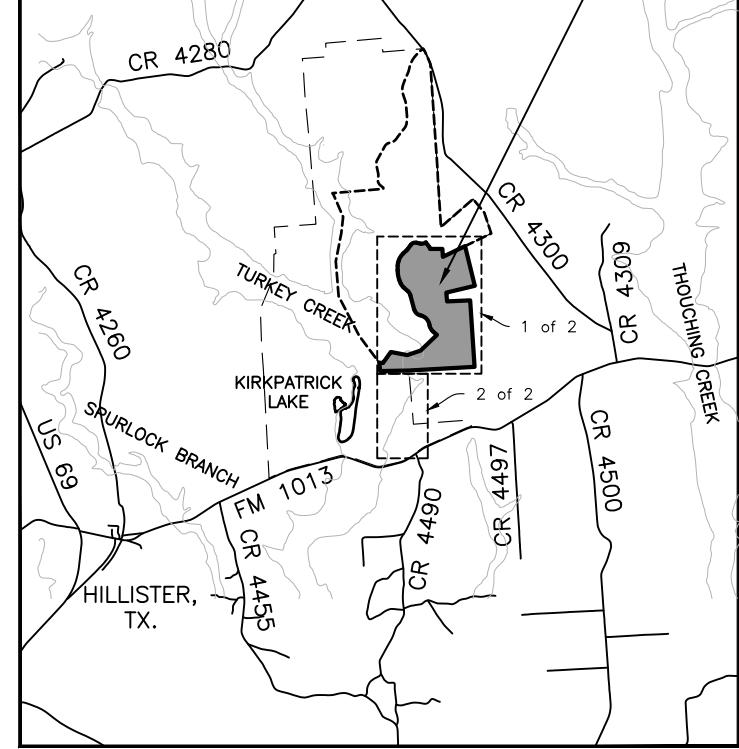 CR 4280
CR 4300
CR 4309
THOUCHING CREEK
TURKEY CREEK
CR 4260
1 of 2
KIRKPATRICK
LAKE
2 of 2
SPURLOCK BRANCH
US 69
FM 1013
CR 4497
CR 4500
CR 4490
CR 4455
HILLISTER,
TX.